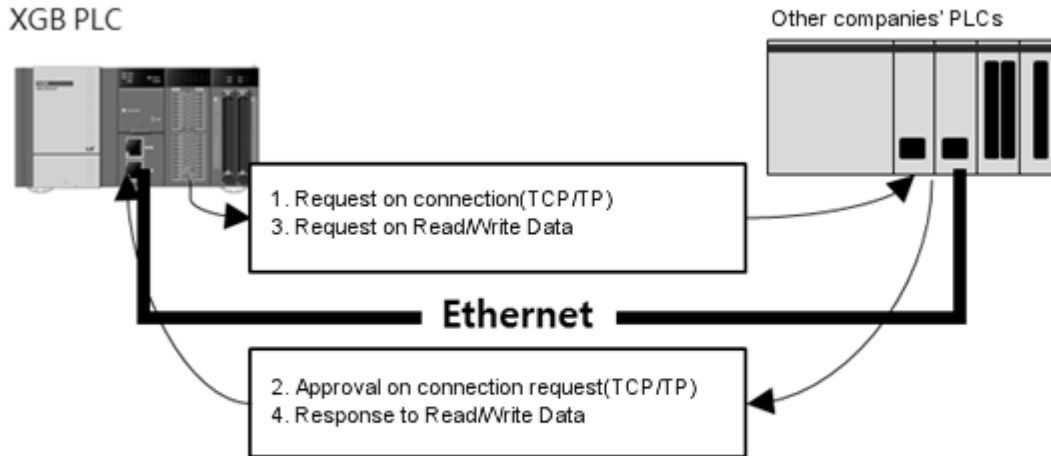 XGB PLC
Other companies' PLCs
1. Request on connection(TCP/TP)
3. Request on Read/Write Data
Ethernet
2. Approval on connection request(TCP/TP)
4. Response to Read/Write Data